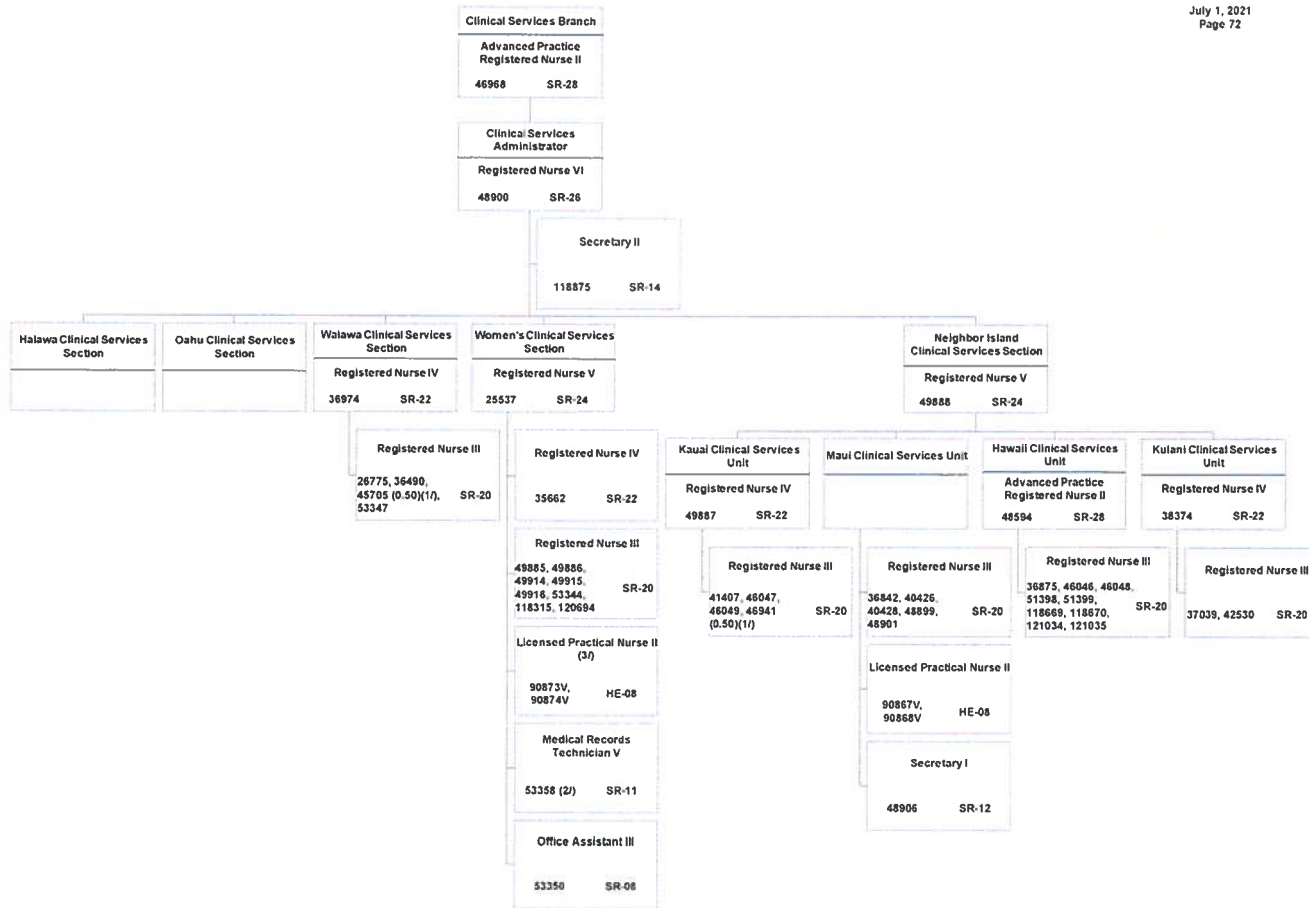 July 1, 2021
Page 72
Clinical Services Branch
Advanced Practice
Registered Nurse II
46968 SR-28
Clinical Services
Administrator
Registered Nurse VI
48900 SR-26
Secretary II
118875 SR-14
Halawa Clinical Services
Section
Oahu Clinical Services
Section
Waiawa Clinical Services
Section
Registered Nurse IV
36974 SR-22
Women's Clinical Services
Section
Registered Nurse V
25537 SR-24
Neighbor Island
Clinical Services Section
Registered Nurse V
49888 SR-24
Registered Nurse III
26775, 36490,
45705 (0.50)(1/), SR-20
53347
Registered Nurse IV
35662 SR-22
Registered Nurse III
49885, 49886,
49914, 49915,
49916, 53344, SR-20
118315, 120694
Licensed Practical Nurse II
(3/)
90873V,
90874V HE-08
Medical Records
Technician V
53358 (2/) SR-11
Office Assistant III
53350 SR-08
Kauai Clinical Services
Unit
Registered Nurse IV
49887 SR-22
Registered Nurse III
41407, 46047,
46049, 46941 SR-20
(0.50)(1/)
Maui Clinical Services Unit
Registered Nurse III
36842, 40426,
40428, 48899, SR-20
48901
Licensed Practical Nurse II
90867V,
90868V HE-08
Secretary I
48906 SR-12
Hawaii Clinical Services
Unit
Advanced Practice
Registered Nurse II
48594 SR-28
Registered Nurse III
36875, 46046, 46048,
51398, 51399,
118669, 118670, SR-20
121034, 121035
Kulani Clinical Services
Unit
Registered Nurse IV
38374 SR-22
Registered Nurse III
37039, 42530 SR-20